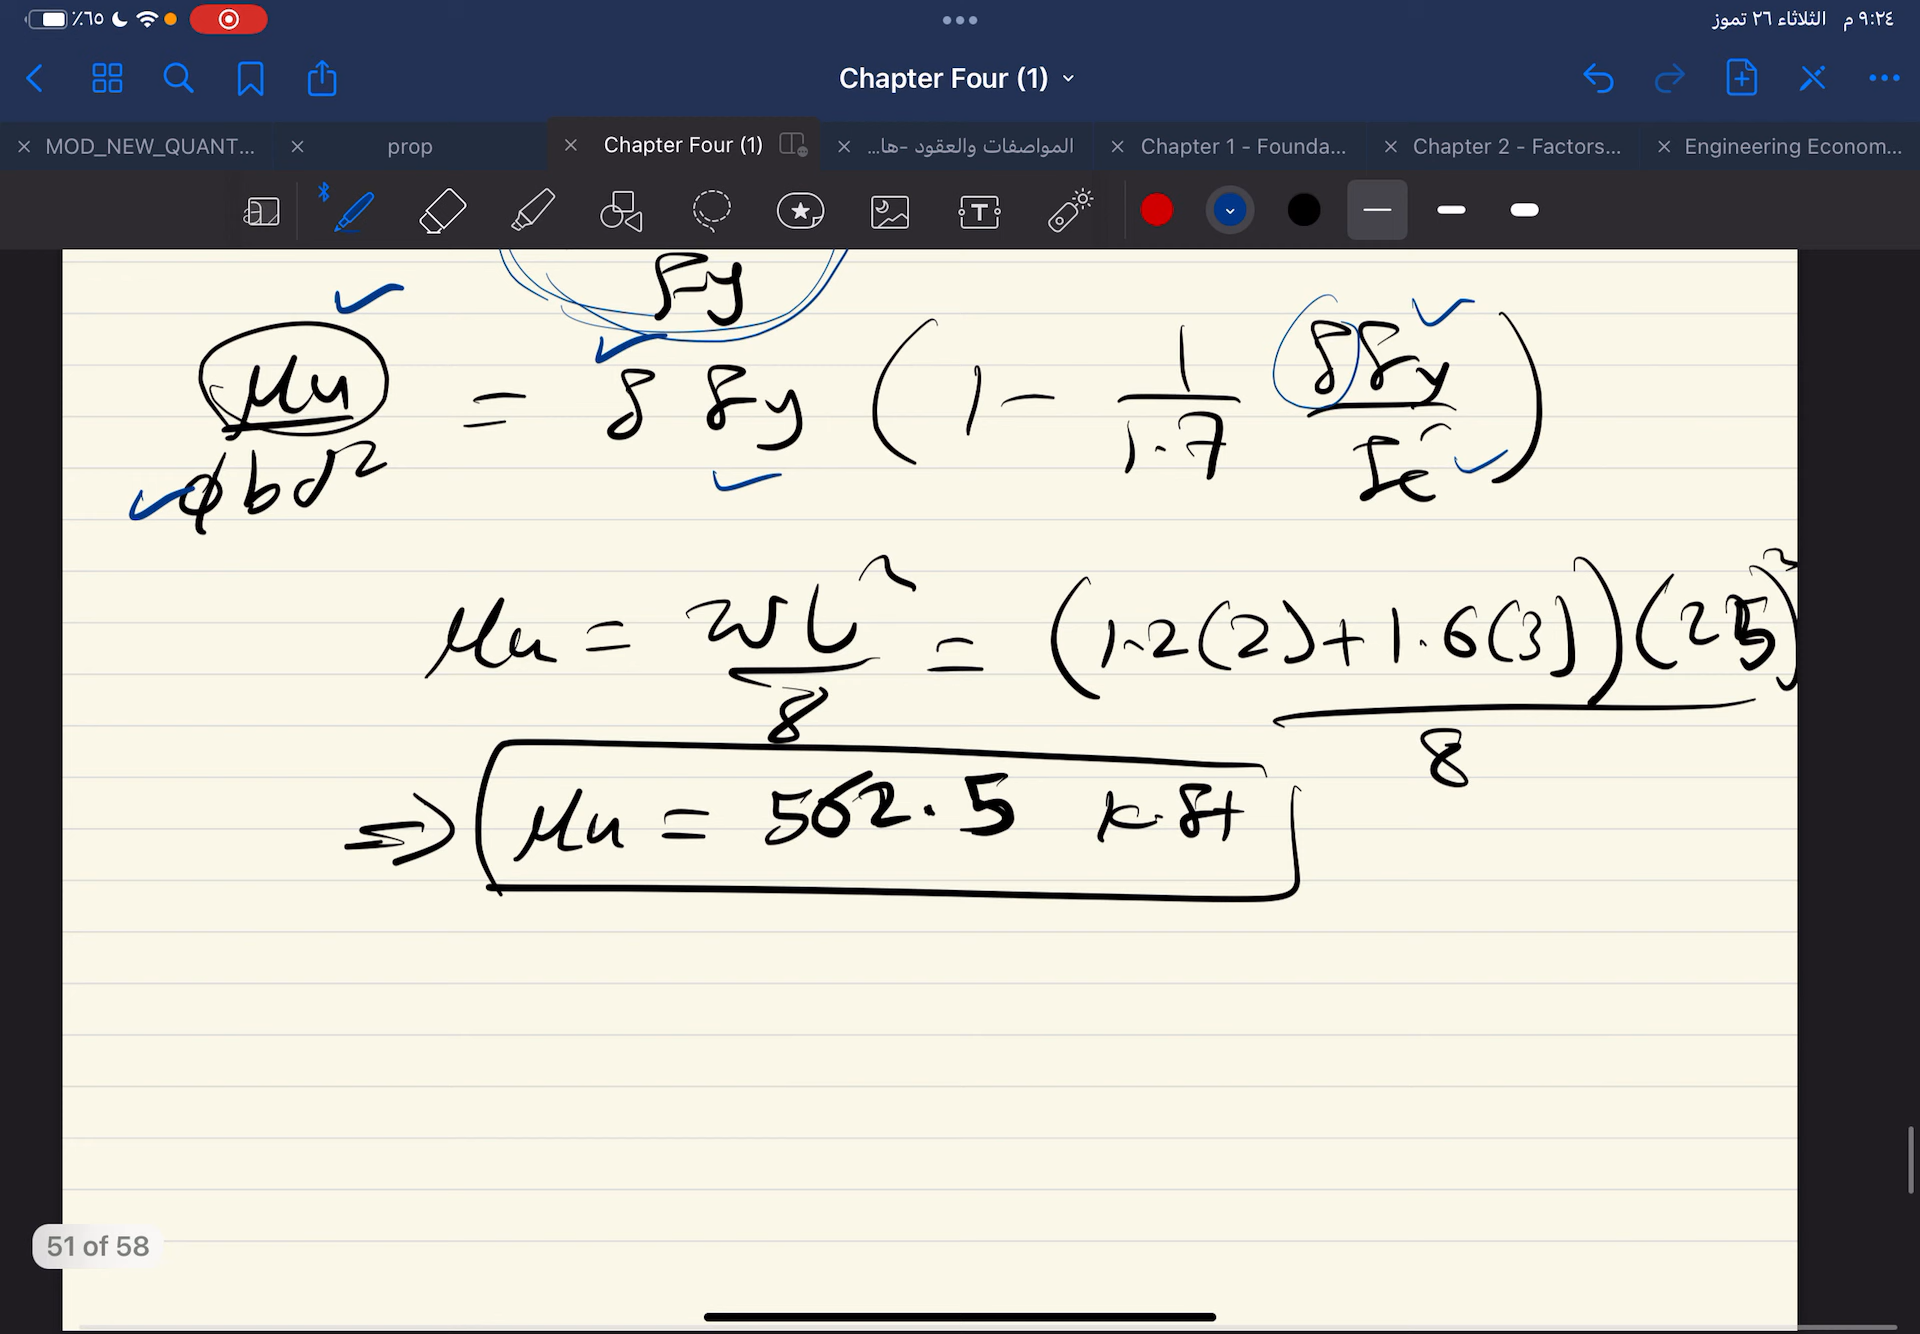 ٪٦٥
٩:٢٤ م الثلاثاء ٢٦ تموز
Chapter Four (1)
MOD_NEW_QUANT...
prop
Chapter Four (1)
المواصفات والعقود -ها...
Chapter 1 - Founda...
Chapter 2 - Factors...
Engineering Econom...
T
fy
Mu / ϕbd² = ρ fy (1 - 1/1.7 ρfy/fc')
Mu = wL²/8 = (1.2(2)+1.6(3))(25)²/8
⇒ Mu = 562.5 k.ft
51 of 58